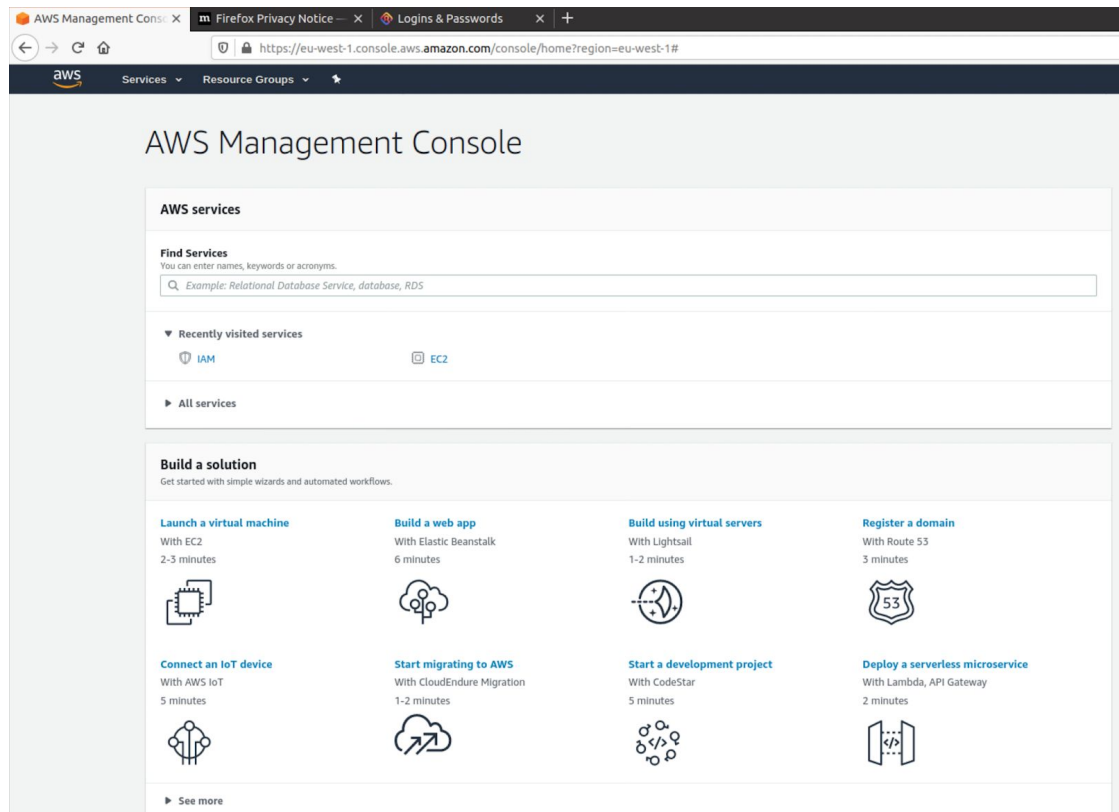 AWS Management Consc
Firefox Privacy Notice —
Logins & Passwords
https://eu-west-1.console.aws.amazon.com/console/home?region=eu-west-1#
aws Services Resource Groups
AWS Management Console
AWS services
Find Services
You can enter names, keywords or acronyms.
Example: Relational Database Service, database, RDS
Recently visited services
IAM EC2
All services
Build a solution
Get started with simple wizards and automated workflows.
Launch a virtual machine
With EC2
2-3 minutes
Build a web app
With Elastic Beanstalk
6 minutes
Build using virtual servers
With Lightsail
1-2 minutes
Register a domain
With Route 53
3 minutes
53
Connect an IoT device
With AWS IoT
5 minutes
Start migrating to AWS
With CloudEndure Migration
1-2 minutes
Start a development project
With CodeStar
5 minutes
</>
Deploy a serverless microservice
With Lambda, API Gateway
2 minutes
</>
See more